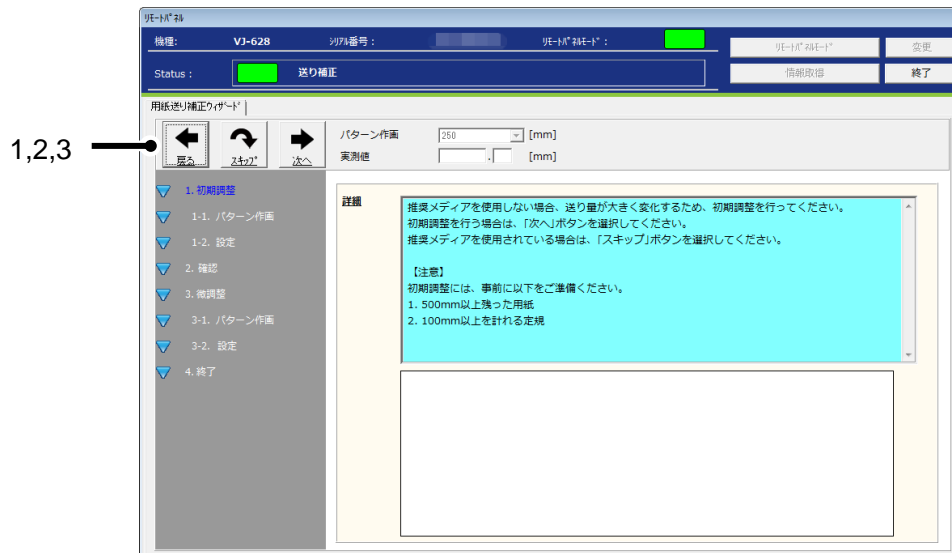 ﾘﾓｰﾄﾊﾟﾈﾙ
機種: VJ-628 ｼﾘｱﾙ番号: ﾘﾓｰﾄﾊﾟﾈﾙﾓｰﾄﾞ:
ﾘﾓｰﾄﾊﾟﾈﾙﾓｰﾄﾞ 変更
Status : 送り補正
情報取得 終了
用紙送り補正ｳｨｻﾞｰﾄﾞ
1,2,3
戻る ｽｷｯﾌﾟ 次へ
パターン作画 250 [mm]
実測値 . [mm]
1. 初期調整
1-1. パターン作画
1-2. 設定
2. 確認
3. 微調整
3-1. パターン作画
3-2. 設定
4. 終了
詳細
推奨メディアを使用しない場合、送り量が大きく変化するため、初期調整を行ってください。
初期調整を行う場合は、「次へ」ボタンを選択してください。
推奨メディアを使用されている場合は、「スキップ」ボタンを選択してください。
【注意】
初期調整には、事前に以下をご準備ください。
1. 500mm以上残った用紙
2. 100mm以上を計れる定規